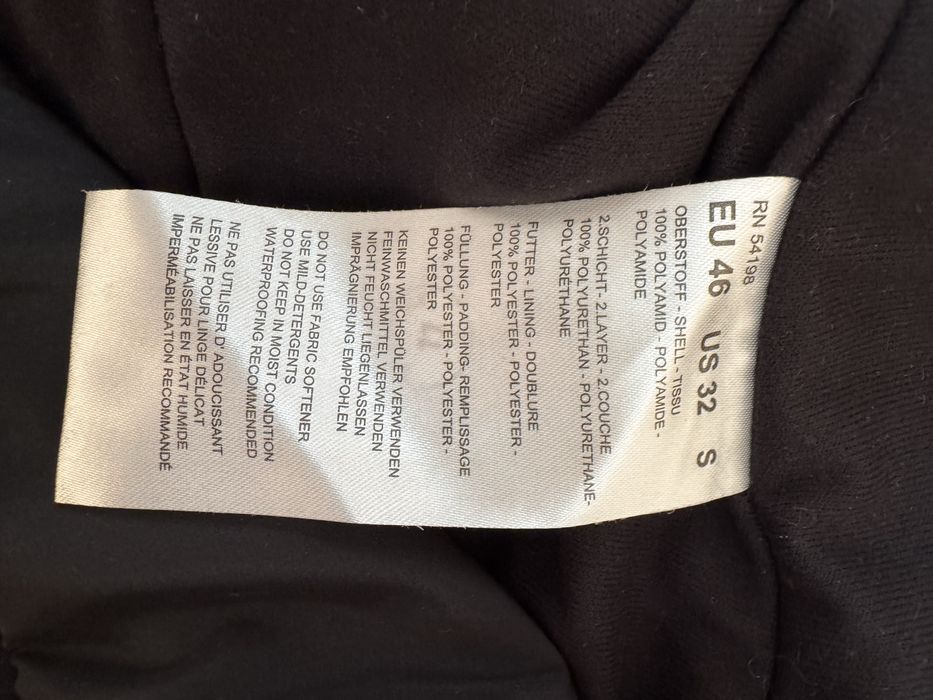 RN 54198
EU 46 US 32 S
OBERSTOFF - SHELL - TISSU
100% POLYAMID - POLYAMIDE -
POLYAMIDE
2.SCHICHT- 2.LAYER - 2.COUCHE
100% POLYURETHAN - POLYURETHANE-
POLYURÉTHANE
FUTTER - LINING - DOUBLURE
100% POLYESTER - POLYESTER -
POLYESTER
FÜLLUNG - PADDING- REMPLISSAGE
100% POLYESTER - POLYESTER -
POLYESTER
KEINEN WEICHSPÜLER VERWENDEN
FEINWASCHMITTEL VERWENDEN
NICHT FEUCHT LIEGENLASSEN
IMPRÄGNIERUNG EMPFOHLEN
DO NOT USE FABRIC SOFTENER
USE MILD-DETERGENTS
DO NOT KEEP IN MOIST CONDITION
WATERPROOFING RECOMMENDED
NE PAS UTILISER D'ADOUCISSANT
LESSIVE POUR LINGE DÉLICAT
NE PAS LAISSER EN ÉTAT HUMIDE
IMPERMÉABILISATION RECOMMANDÉ